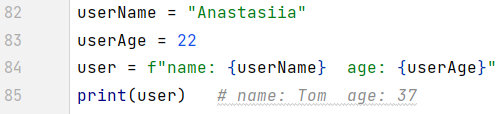 82 userName = "Anastasiia"
83 userAge = 22
84 user = f"name: {userName}  age: {userAge}"
85 print(user)   # name: Tom  age: 37